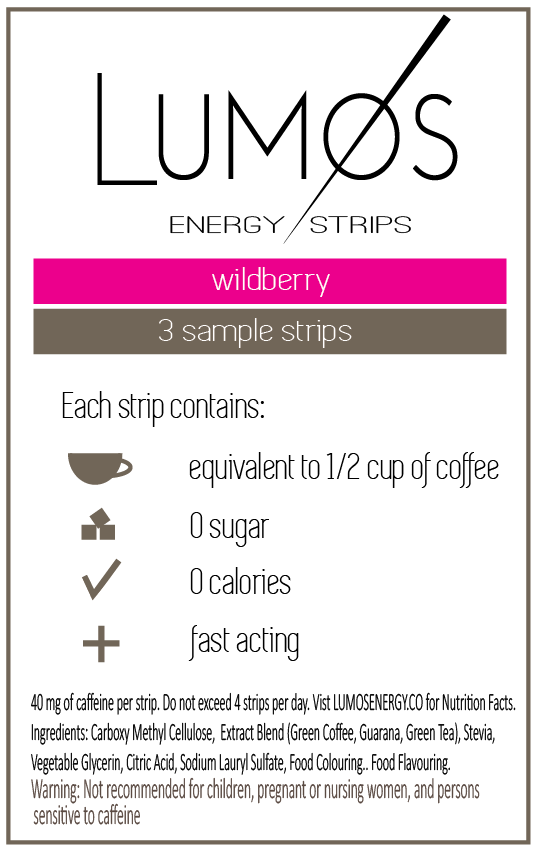 LUMOS
ENERGY STRIPS
wildberry
3 sample strips
Each strip contains:
equivalent to 1/2 cup of coffee
0 sugar
0 calories
fast acting
40 mg of caffeine per strip. Do not exceed 4 strips per day. Vist LUMOSENERGY.CO for Nutrition Facts.
Ingredients: Carboxy Methyl Cellulose, Extract Blend (Green Coffee, Guarana, Green Tea), Stevia,
Vegetable Glycerin, Citric Acid, Sodium Lauryl Sulfate, Food Colouring.. Food Flavouring.
Warning: Not recommended for children, pregnant or nursing women, and persons
sensitive to caffeine